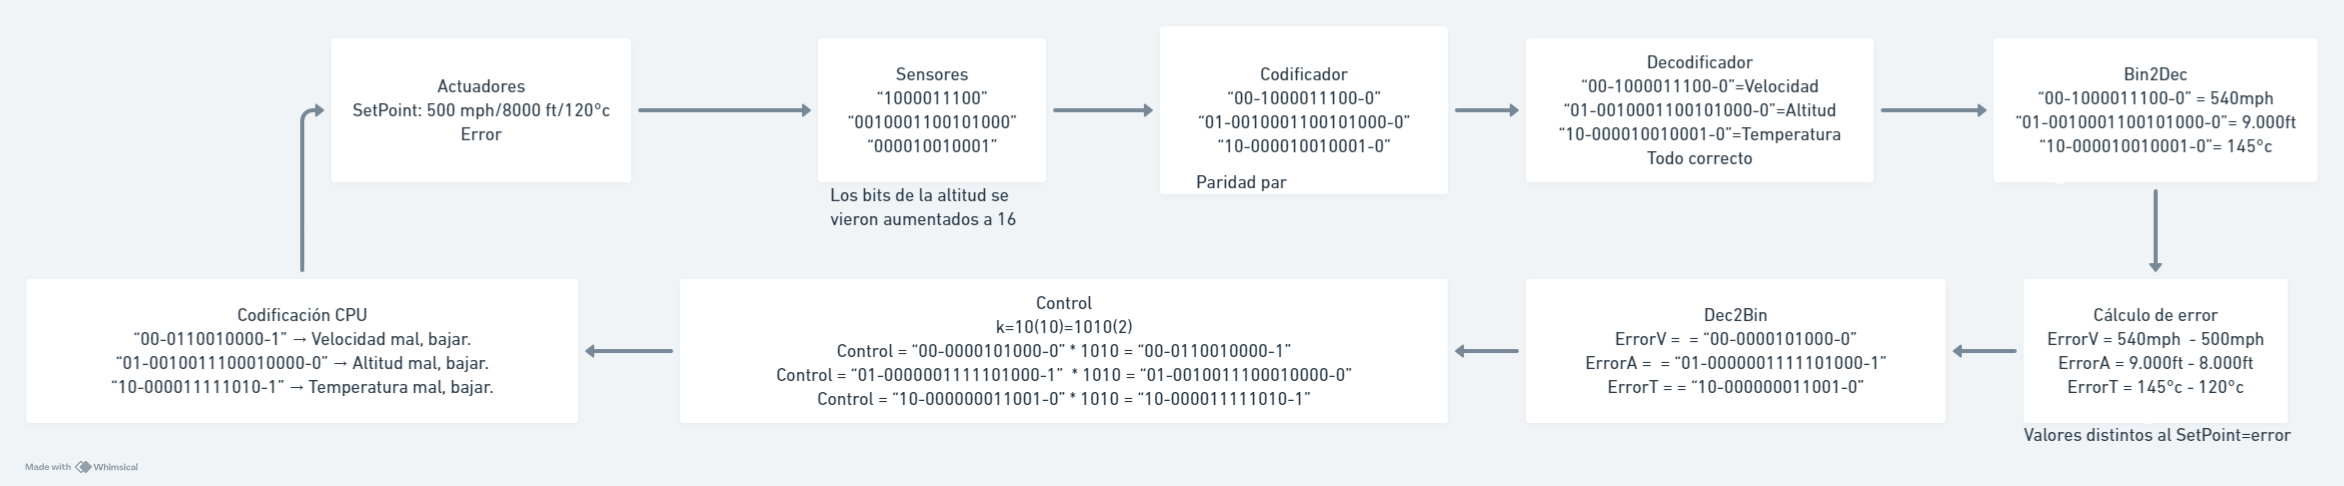 Actuadores
SetPoint: 500 mph/8000 ft/120°c
Error
Sensores
“1000011100”
“0010001100101000”
“000010010001”
Los bits de la altitud se
vieron aumentados a 16
Codificador
“00-1000011100-0”
“01-0010001100101000-0”
“10-000010010001-0”
Paridad par
Decodificador
“00-1000011100-0”=Velocidad
“01-0010001100101000-0”=Altitud
“10-000010010001-0”=Temperatura
Todo correcto
Bin2Dec
“00-1000011100-0” = 540mph
“01-0010001100101000-0”= 9.000ft
“10-000010010001-0”= 145°c
Cálculo de error
ErrorV = 540mph - 500mph
ErrorA = 9.000ft - 8.000ft
ErrorT = 145°c - 120°c
Valores distintos al SetPoint=error
Dec2Bin
ErrorV = = “00-0000101000-0”
ErrorA = = “01-0000001111101000-1”
ErrorT = = “10-000000011001-0”
Control
k=10(10)=1010(2)
Control = “00-0000101000-0” * 1010 = “00-0110010000-1”
Control = “01-0000001111101000-1” * 1010 = “01-0010011100010000-0”
Control = “10-000000011001-0” * 1010 = “10-000011111010-1”
Codificación CPU
“00-0110010000-1” → Velocidad mal, bajar.
“01-0010011100010000-0” → Altitud mal, bajar.
“10-000011111010-1” → Temperatura mal, bajar.
Made with Whimsical